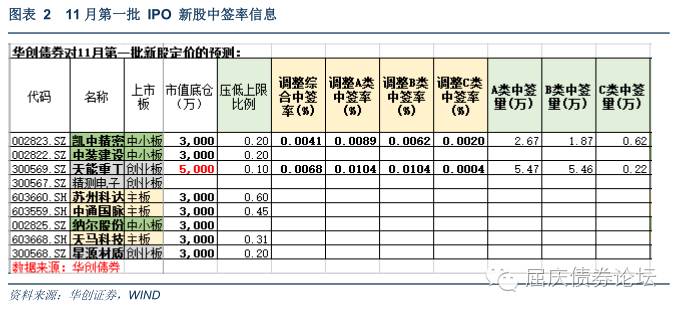 图表 2 11 月第一批 IPO 新股中签率信息
华创债券对11月第一批新股定价的预测：
代码 名称 上市板 市值底仓（万） 压低上限比例 调整综合中签率(%) 调整A类中签率(%) 调整B类中签率(%) 调整C类中签率(%) A类中签量(万) B类中签量(万) C类中签量(万)
002823.SZ 凯中精密 中小板 3,000 0.20 0.0041 0.0089 0.0062 0.0020 2.67 1.87 0.62
002822.SZ 中装建设 中小板 3,000 0.20
300569.SZ 天能重工 创业板 5,000 0.10 0.0068 0.0104 0.0104 0.0004 5.47 5.46 0.22
300567.SZ 精测电子 创业板
603660.SH 苏州科达 主板 3,000 0.60
603559.SH 中通国脉 主板 3,000 0.45
002825.SZ 纳尔股份 中小板 3,000
603668.SH 天马科技 主板 3,000 0.31
300568.SZ 星源材质 创业板 3,000 0.20
数据来源：华创债券
屈庆债券论坛
资料来源：华创证券，WIND